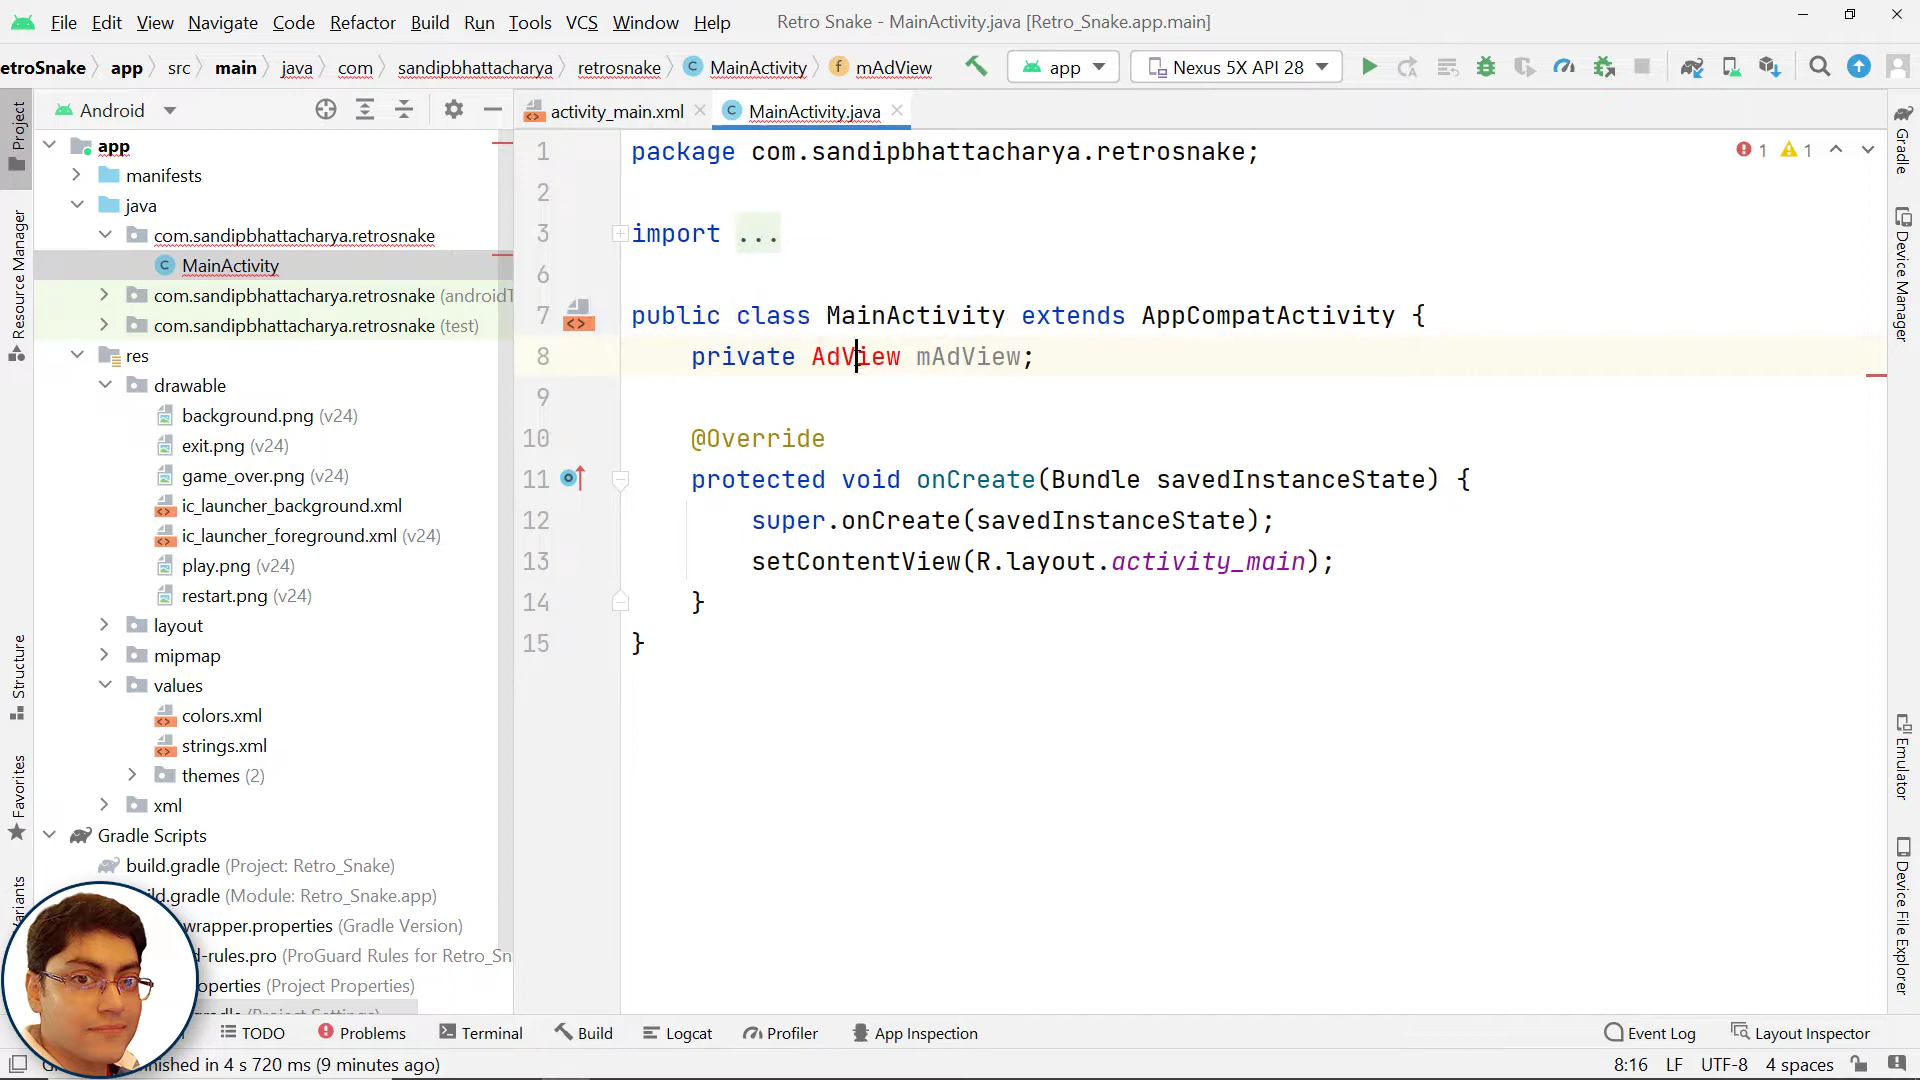 File Edit View Navigate Code Refactor Build Run Tools VCS Window Help Retro Snake - MainActivity.java [Retro_Snake.app.main]
etroSnake app src main java com sandipbhattacharya retrosnake MainActivity mAdView app Nexus 5X API 28
Android
activity_main.xml MainActivity.java
Project
Resource Manager
Structure
Favorites
app
manifests
java
com.sandipbhattacharya.retrosnake
MainActivity
com.sandipbhattacharya.retrosnake (androidT
com.sandipbhattacharya.retrosnake (test)
res
drawable
background.png (v24)
exit.png (v24)
game_over.png (v24)
ic_launcher_background.xml
ic_launcher_foreground.xml (v24)
play.png (v24)
restart.png (v24)
layout
mipmap
values
colors.xml
strings.xml
themes (2)
xml
Gradle Scripts
build.gradle (Project: Retro_Snake)
ld.gradle (Module: Retro_Snake.app)
wrapper.properties (Gradle Version)
d-rules.pro (ProGuard Rules for Retro_Sn
operties (Project Properties)
1 package com.sandipbhattacharya.retrosnake;
2
3 import ...
6
7 public class MainActivity extends AppCompatActivity {
8 private AdView mAdView;
9
10 @Override
11 protected void onCreate(Bundle savedInstanceState) {
12 super.onCreate(savedInstanceState);
13 setContentView(R.layout.activity_main);
14 }
15 }
1 1
Gradle
Device Manager
Emulator
Device File Explorer
TODO Problems Terminal Build Logcat Profiler App Inspection Event Log Layout Inspector
inished in 4 s 720 ms (9 minutes ago) 8:16 LF UTF-8 4 spaces